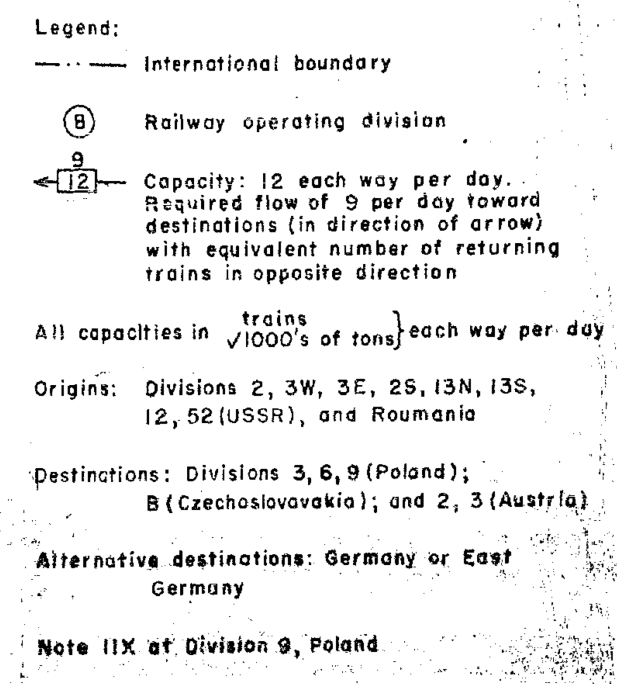 Legend:
International boundary
B Railway operating division
9
12 Capacity: 12 each way per day.
Required flow of 9 per day toward
destinations (in direction of arrow)
with equivalent number of returning
trains in opposite direction
trains
All capacities in √1000's of tons} each way per day
Origins: Divisions 2, 3W, 3E, 2S, 13N, 13S,
12, 52 (USSR), and Roumania
Destinations: Divisions 3, 6, 9 (Poland);
B (Czechoslovavakia); and 2, 3 (Austria)
Alternative destinations: Germany or East
Germany
Note IIX at Division 9, Poland